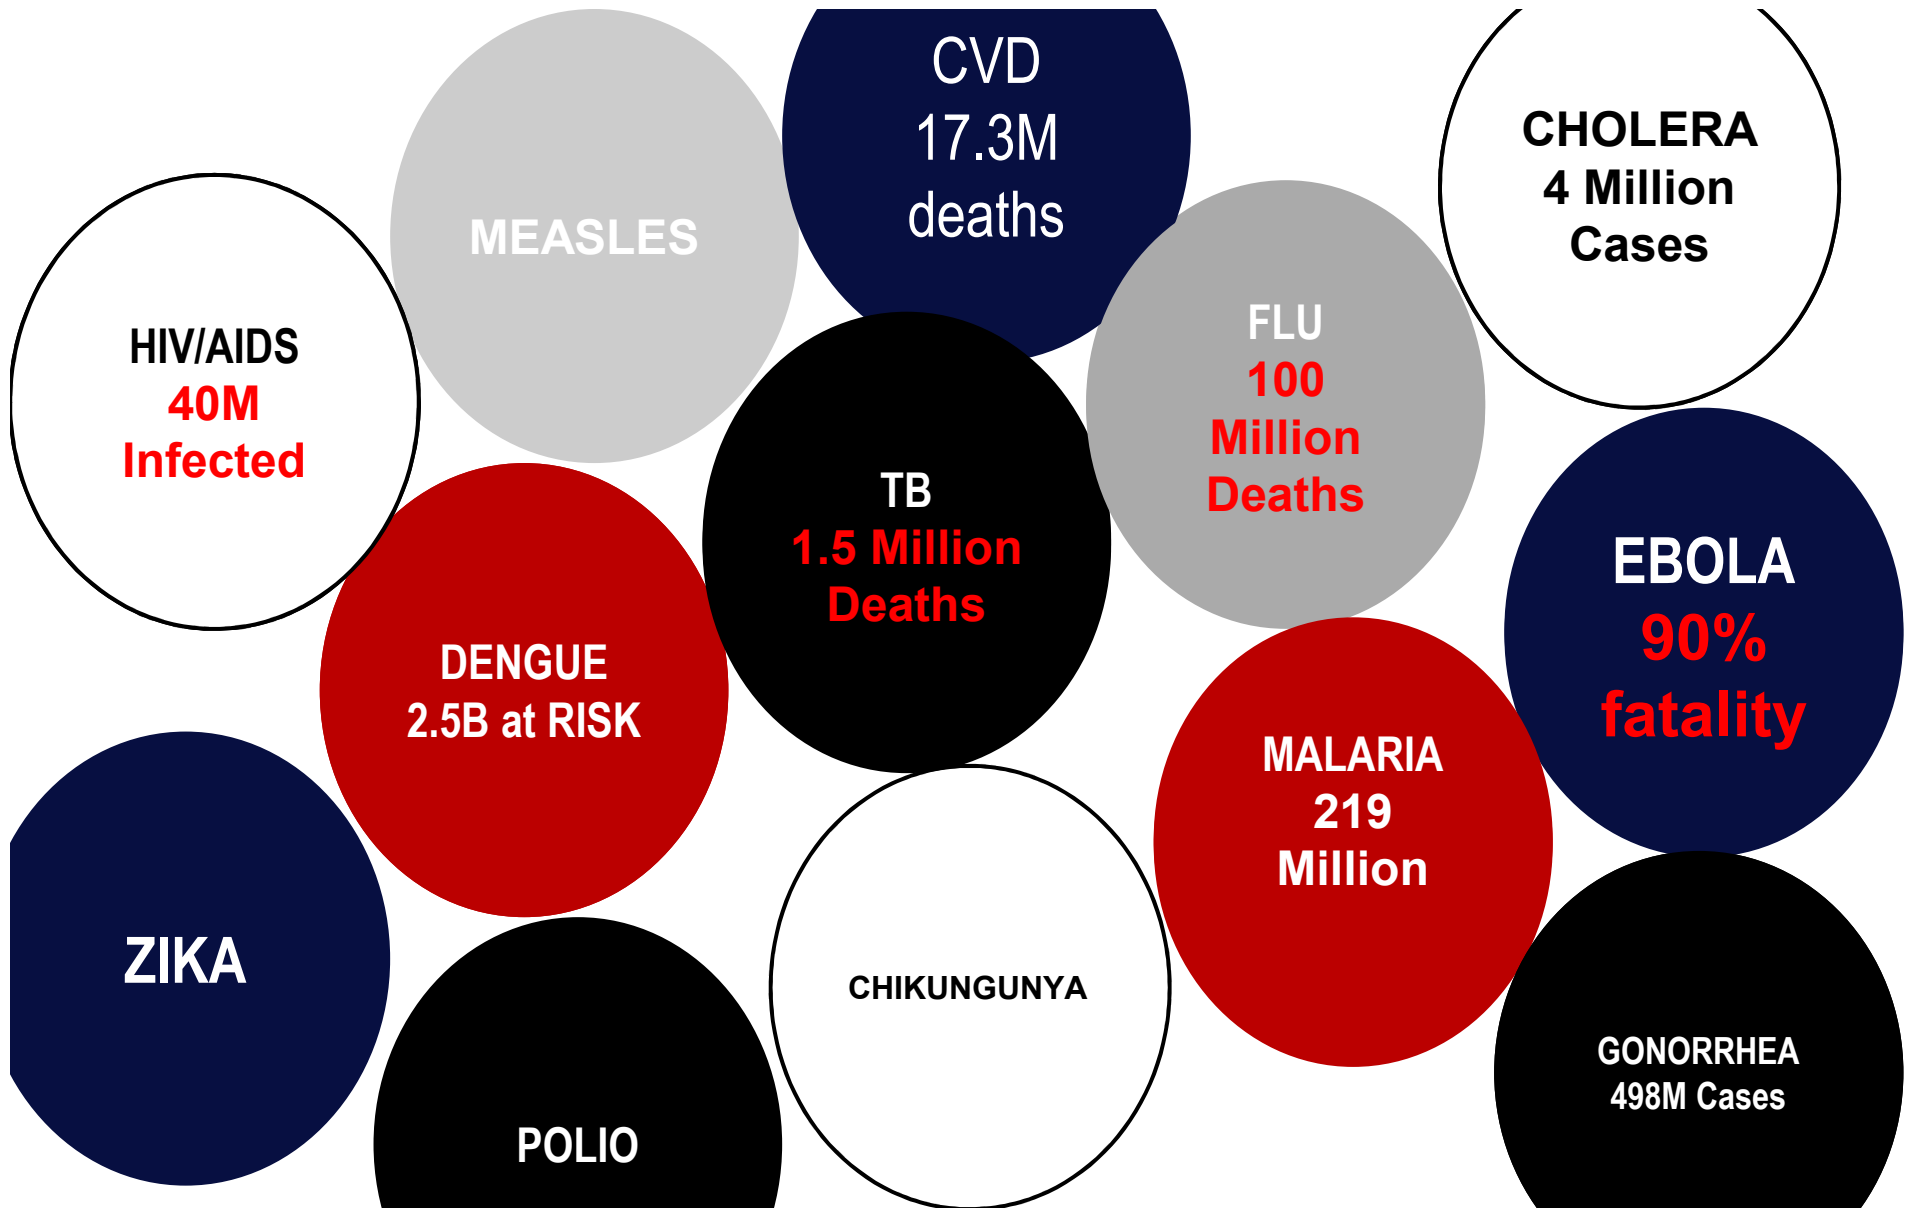 CVD
17.3M
deaths
CHOLERA
4 Million
Cases
MEASLES
HIV/AIDS
40M
Infected
FLU
100
Million
Deaths
TB
1.5 Million
Deaths
EBOLA
90%
fatality
DENGUE
2.5B at RISK
MALARIA
219
Million
ZIKA
CHIKUNGUNYA
GONORRHEA
498M Cases
POLIO